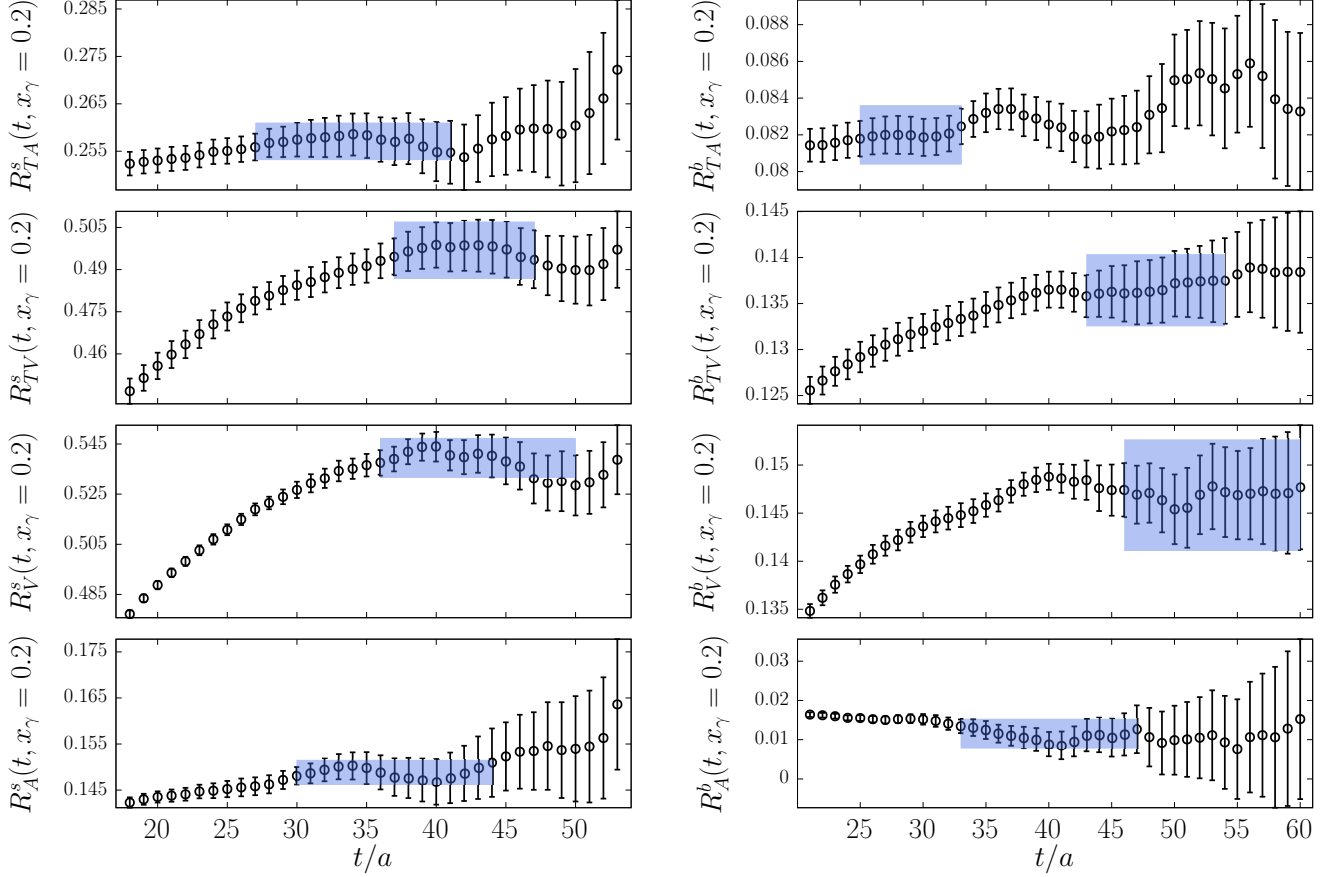 R^s_{TA}(t, x_γ = 0.2)
0.285
0.275
0.265
0.255
R^b_{TA}(t, x_γ = 0.2)
0.088
0.086
0.084
0.082
0.08
R^s_{TV}(t, x_γ = 0.2)
0.505
0.49
0.475
0.46
R^b_{TV}(t, x_γ = 0.2)
0.145
0.14
0.135
0.13
0.125
R^s_V(t, x_γ = 0.2)
0.545
0.525
0.505
0.485
R^b_V(t, x_γ = 0.2)
0.15
0.145
0.14
0.135
R^s_A(t, x_γ = 0.2)
0.175
0.165
0.155
0.145
20 25 30 35 40 45 50
t/a
R^b_A(t, x_γ = 0.2)
0.03
0.02
0.01
0
25 30 35 40 45 50 55 60
t/a